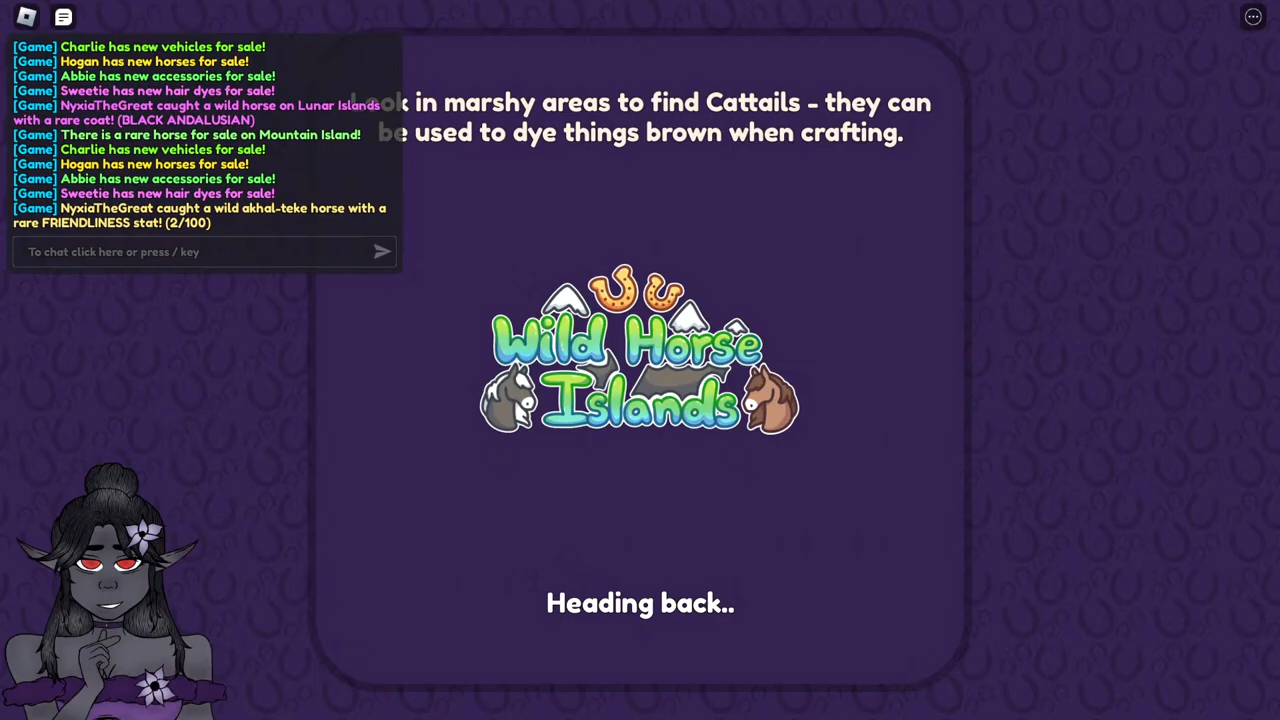 [Game] Charlie has new vehicles for sale!
[Game] Hogan has new horses for sale!
[Game] Abbie has new accessories for sale!
[Game] Sweetie has new hair dyes for sale!
[Game] NyxiaTheGreat caught a wild horse on Lunar Islands
with a rare coat! (BLACK ANDALUSIAN)
[Game] There is a rare horse for sale on Mountain Island!
[Game] Charlie has new vehicles for sale!
[Game] Hogan has new horses for sale!
[Game] Abbie has new accessories for sale!
[Game] Sweetie has new hair dyes for sale!
[Game] NyxiaTheGreat caught a wild akhal-teke horse with a
rare FRIENDLINESS stat! (2/100)
To chat click here or press / key
Look in marshy areas to find Cattails - they can
be used to dye things brown when crafting.
Wild Horse
Islands
Heading back..